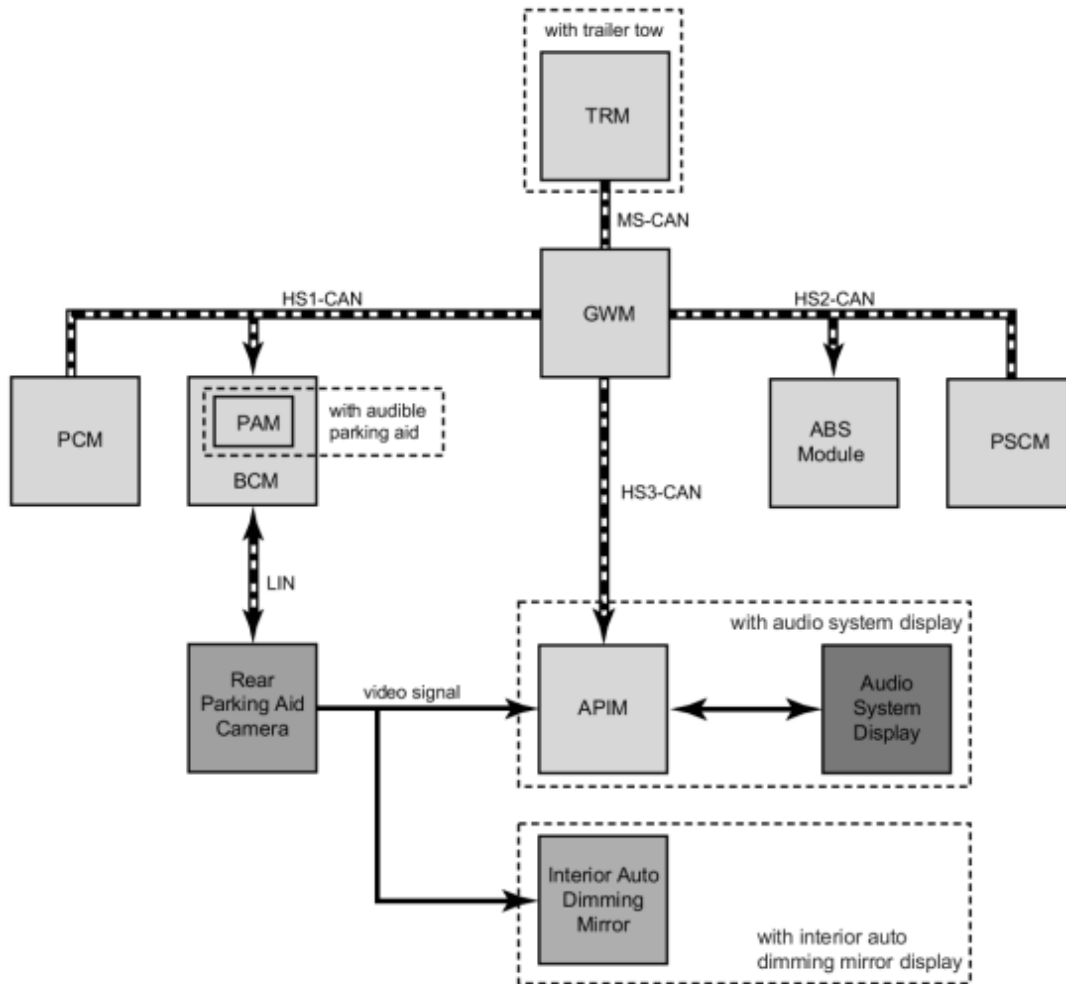 with trailer tow
TRM
MS-CAN
HS1-CAN
GWM
HS2-CAN
PCM
PAM
with audible
parking aid
BCM
ABS
Module
PSCM
HS3-CAN
LIN
with audio system display
Rear
Parking Aid
Camera
video signal
APIM
Audio
System
Display
Interior Auto
Dimming
Mirror
with interior auto
dimming mirror display